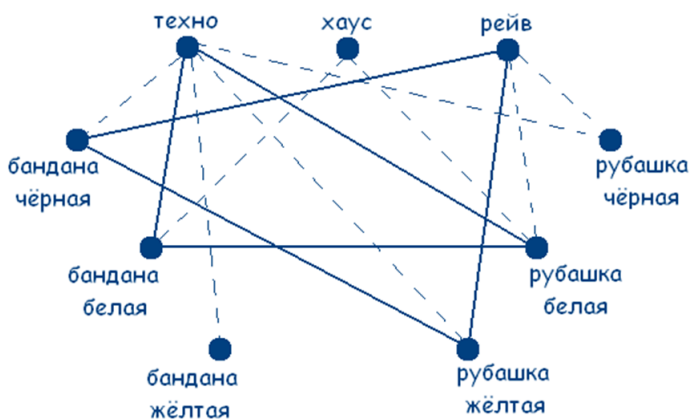 техно
хаус
рейв
бандана
чёрная
рубашка
чёрная
бандана
белая
рубашка
белая
бандана
жёлтая
рубашка
жёлтая